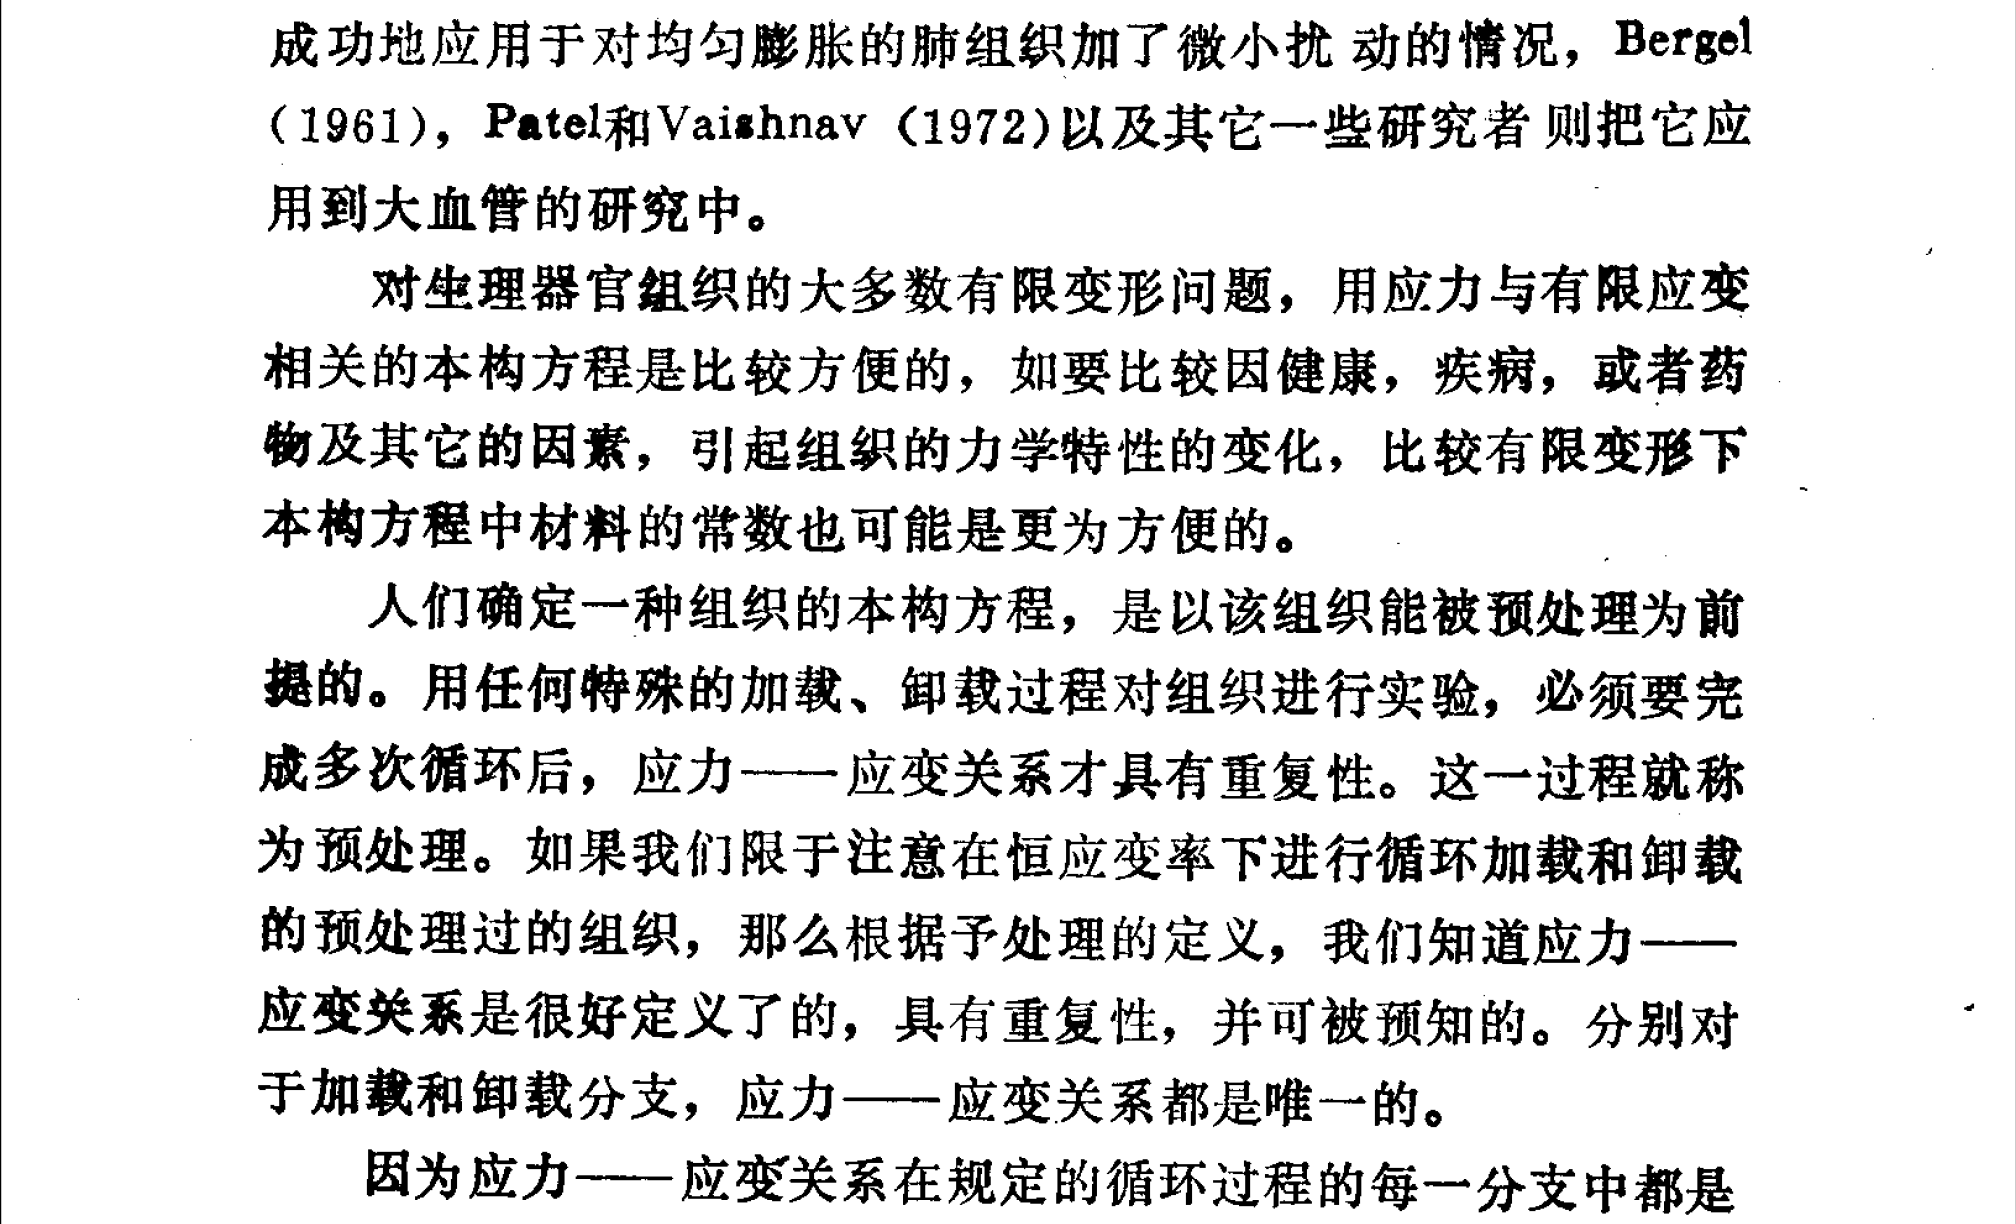 成功地应用于对均匀膨胀的肺组织加了微小扰动的情况，Bergel
（1961），Patel和Vaishnav（1972)以及其它一些研究者则把它应
用到大血管的研究中。
对生理器官组织的大多数有限变形问题，用应力与有限应变
相关的本构方程是比较方便的，如要比较因健康，疾病，或者药
物及其它的因素，引起组织的力学特性的变化，比较有限变形下
本构方程中材料的常数也可能是更为方便的。
人们确定一种组织的本构方程，是以该组织能被预处理为前
提的。用任何特殊的加载、卸载过程对组织进行实验，必须要完
成多次循环后，应力——应变关系才具有重复性。这一过程就称
为预处理。如果我们限于注意在恒应变率下进行循环加载和卸载
的预处理过的组织，那么根据予处理的定义，我们知道应力——
应变关系是很好定义了的，具有重复性，并可被预知的。分别对
于加载和卸载分支，应力——应变关系都是唯一的。
因为应力——应变关系在规定的循环过程的每一分支中都是